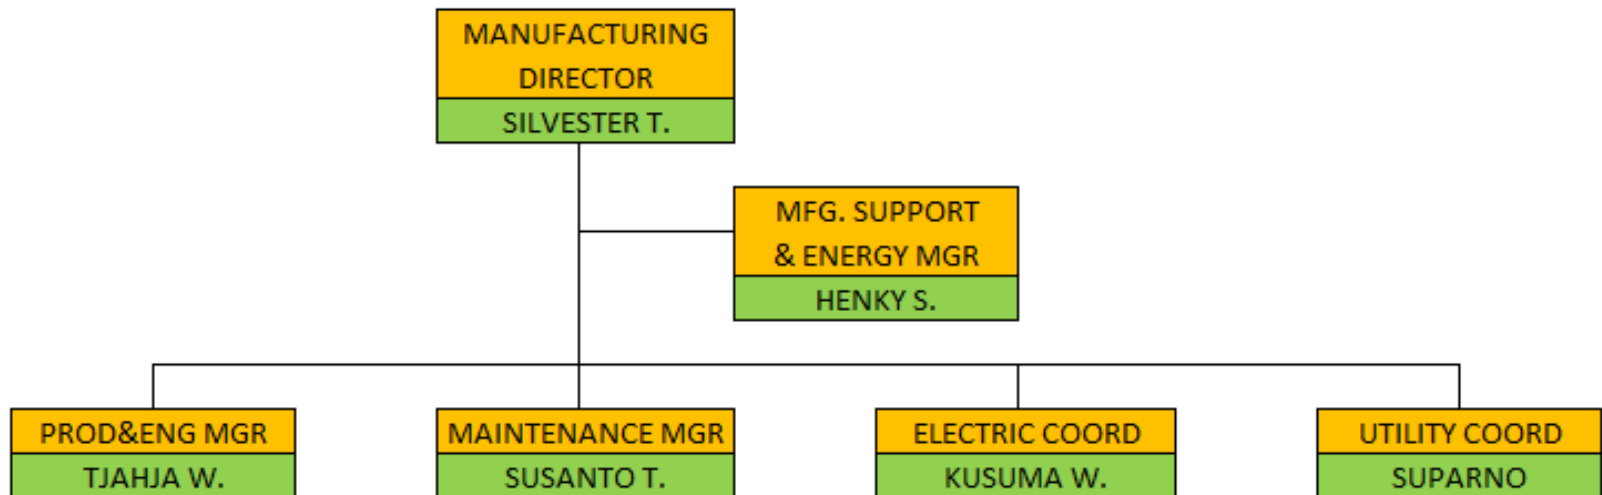 MANUFACTURING
DIRECTOR
SILVESTER T.
MFG. SUPPORT
& ENERGY MGR
HENKY S.
PROD&ENG MGR
TJAHJA W.
MAINTENANCE MGR
SUSANTO T.
ELECTRIC COORD
KUSUMA W.
UTILITY COORD
SUPARNO